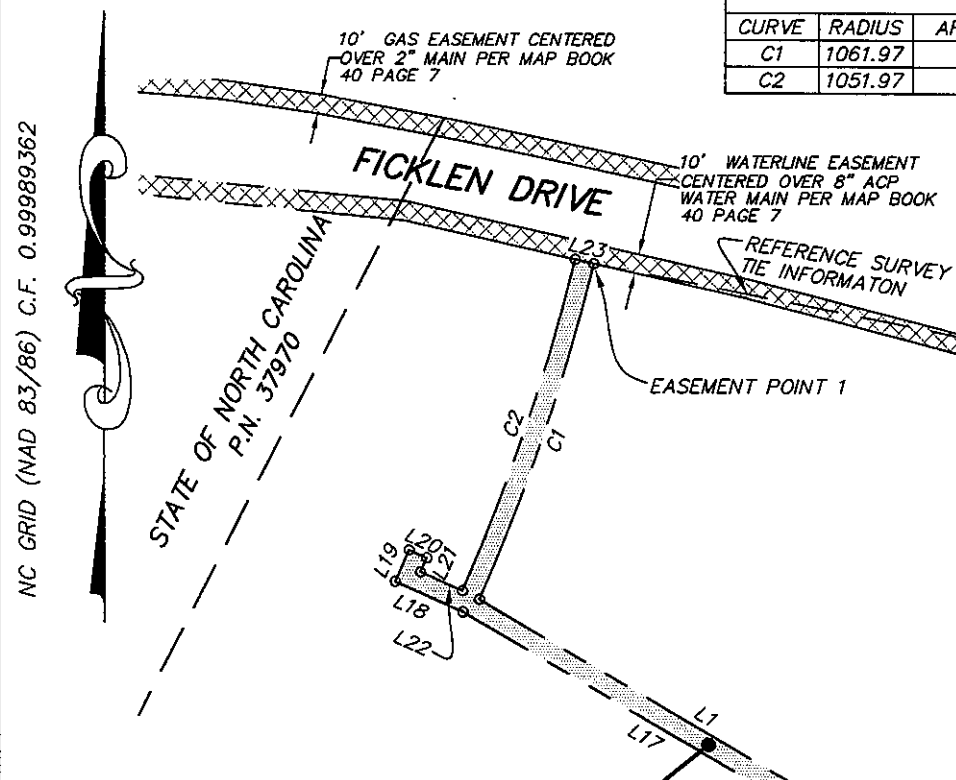 10' GAS EASEMENT CENTERED
OVER 2" MAIN PER MAP BOOK
40 PAGE 7
CURVE RADIUS
C1 1061.97
C2 1051.97
NC GRID (NAD 83/86) C.F. 0.99989362
FICKLEN DRIVE
10' WATERLINE EASEMENT
CENTERED OVER 8" ACP
WATER MAIN PER MAP BOOK
40 PAGE 7
REFERENCE SURVEY
TIE INFORMATON
L23
EASEMENT POINT 1
STATE OF NORTH CAROLINA
P.N. 37970
C2
C1
L19
L20
L21
L18
L22
L1
L17